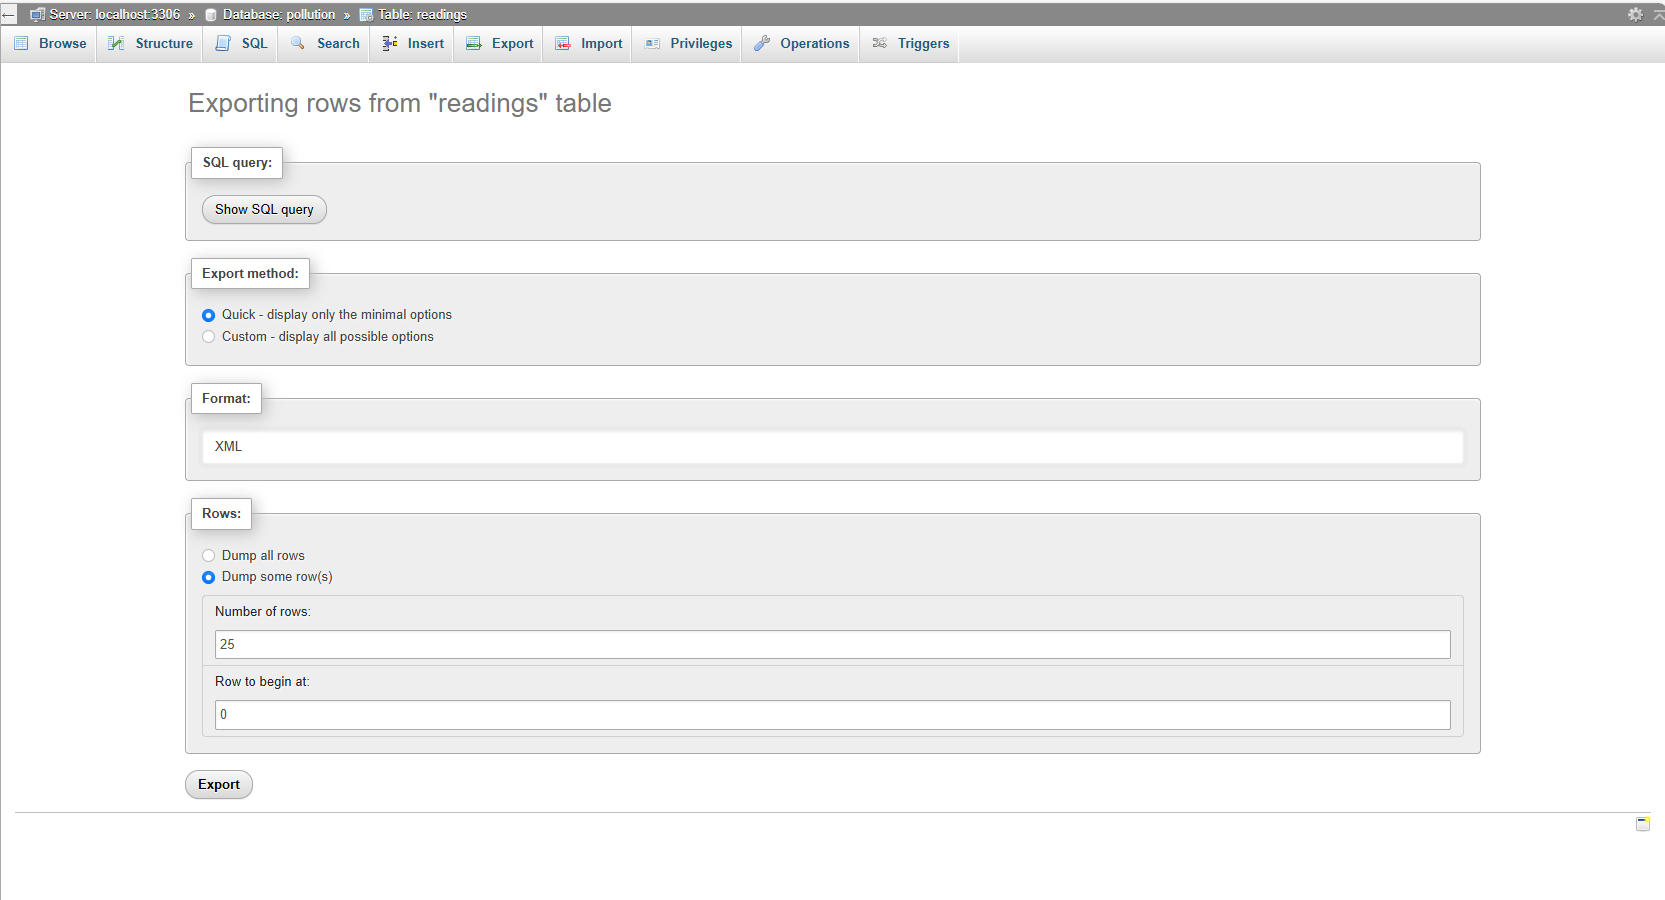 Server: localhost:3306 » Database: pollution » Table: readings
Browse Structure SQL Search Insert Export Import Privileges Operations Triggers
Exporting rows from "readings" table
SQL query:
Show SQL query
Export method:
Quick - display only the minimal options
Custom - display all possible options
Format:
XML
Rows:
Dump all rows
Dump some row(s)
Number of rows:
25
Row to begin at:
0
Export